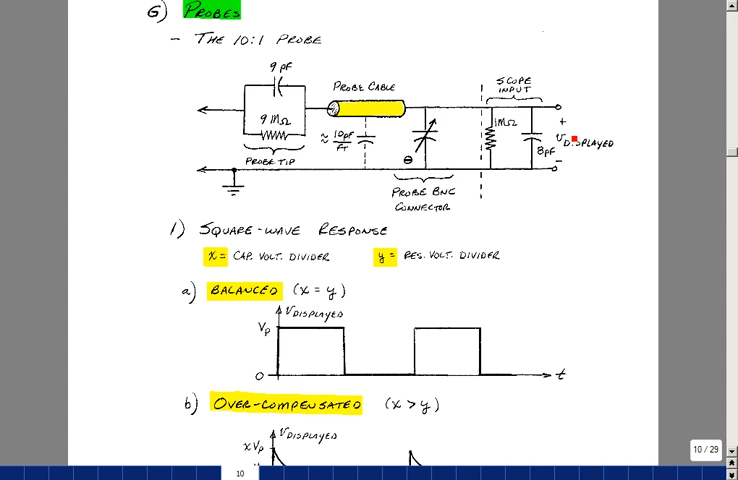 G) PROBES
- THE 10:1 PROBE
9 pF
PROBE CABLE
SCOPE
INPUT
9 MΩ
≈ 10pF
FT
1MΩ
+
V DISPLAYED
8pF
-
PROBE TIP
PROBE BNC
CONNECTOR
1) SQUARE-WAVE RESPONSE
x = CAP. VOLT. DIVIDER
y = RES. VOLT. DIVIDER
a) BALANCED (x = y)
VDISPLAYED
Vp
0
t
b) OVER-COMPENSATED (x > y)
VDISPLAYED
x Vp
10 / 29
10